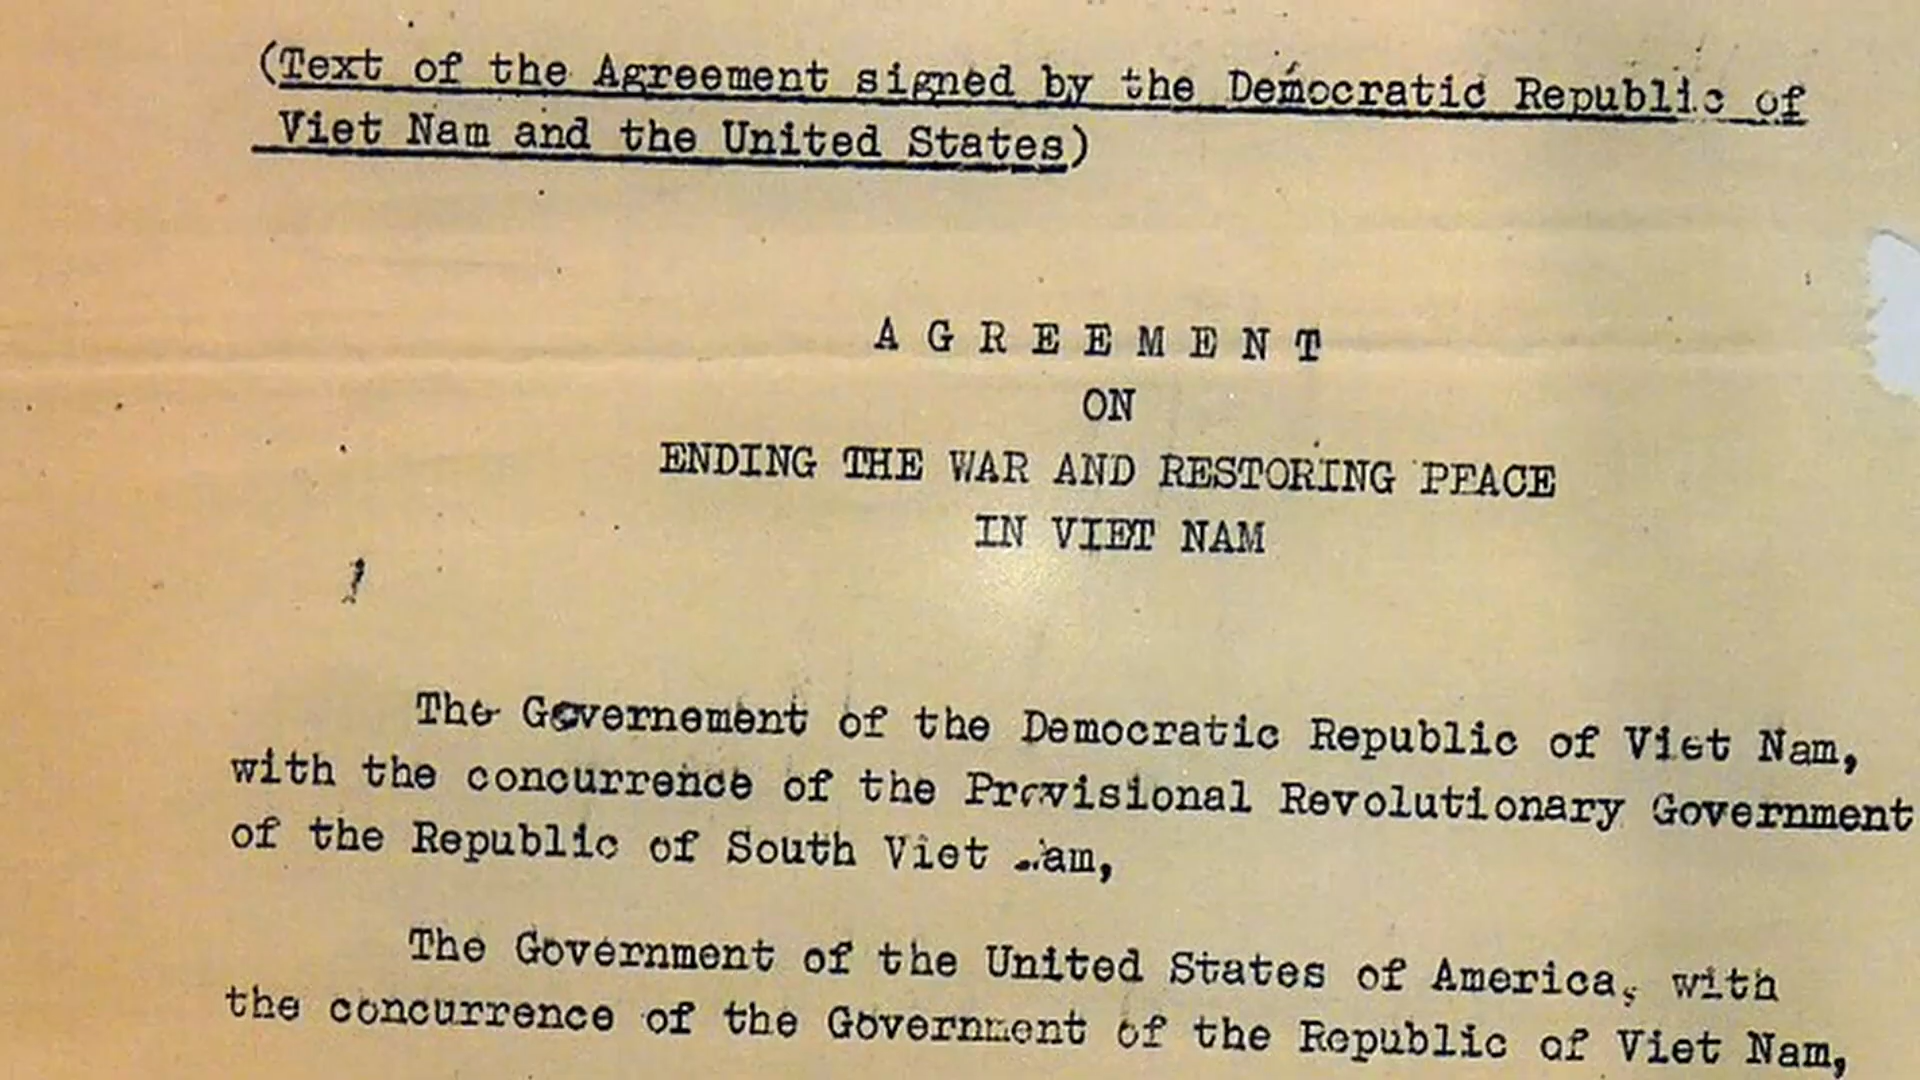 (Text of the Agreement signed by the Democratic Republic of
Viet Nam and the United States)
A G R E E M E N T
ON
ENDING THE WAR AND RESTORING PEACE
IN VIET NAM
The Governement of the Democratic Republic of Viet Nam,
with the concurrence of the Provisional Revolutionary Government
of the Republic of South Viet Nam,
The Government of the United States of America, with
the concurrence of the Government of the Republic of Viet Nam,